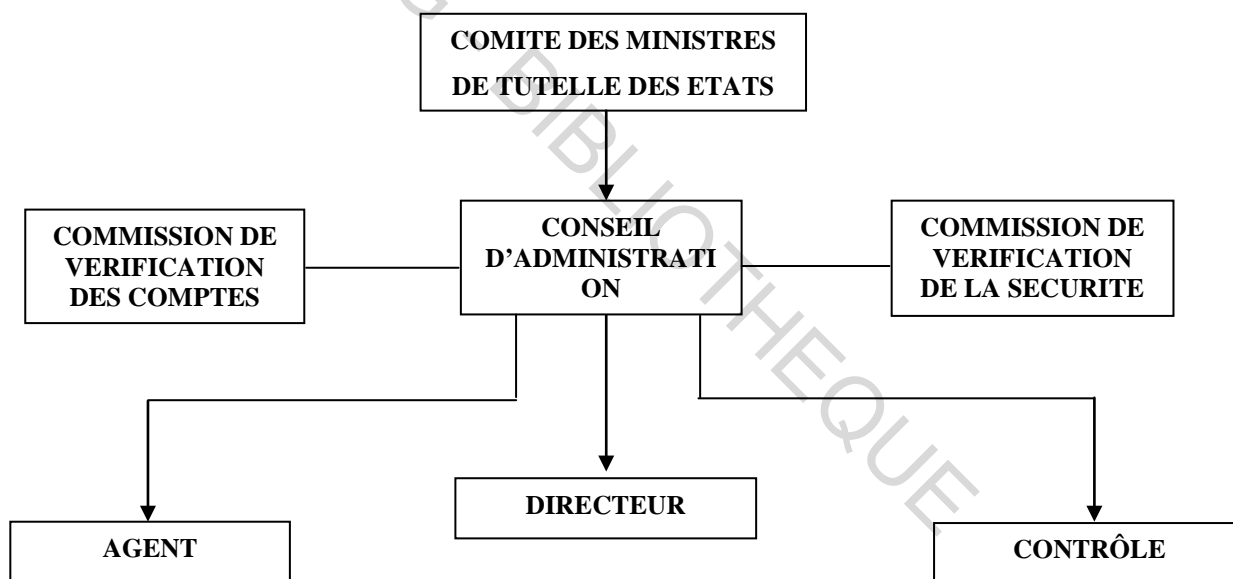 COMITE DES MINISTRES
DE TUTELLE DES ETATS
COMMISSION DE
VERIFICATION
DES COMPTES
CONSEIL
D’ADMINISTRATI
ON
COMMISSION DE
VERIFICATION
DE LA SECURITE
AGENT
DIRECTEUR
CONTRÔLE
BIBLIOTHEQUE